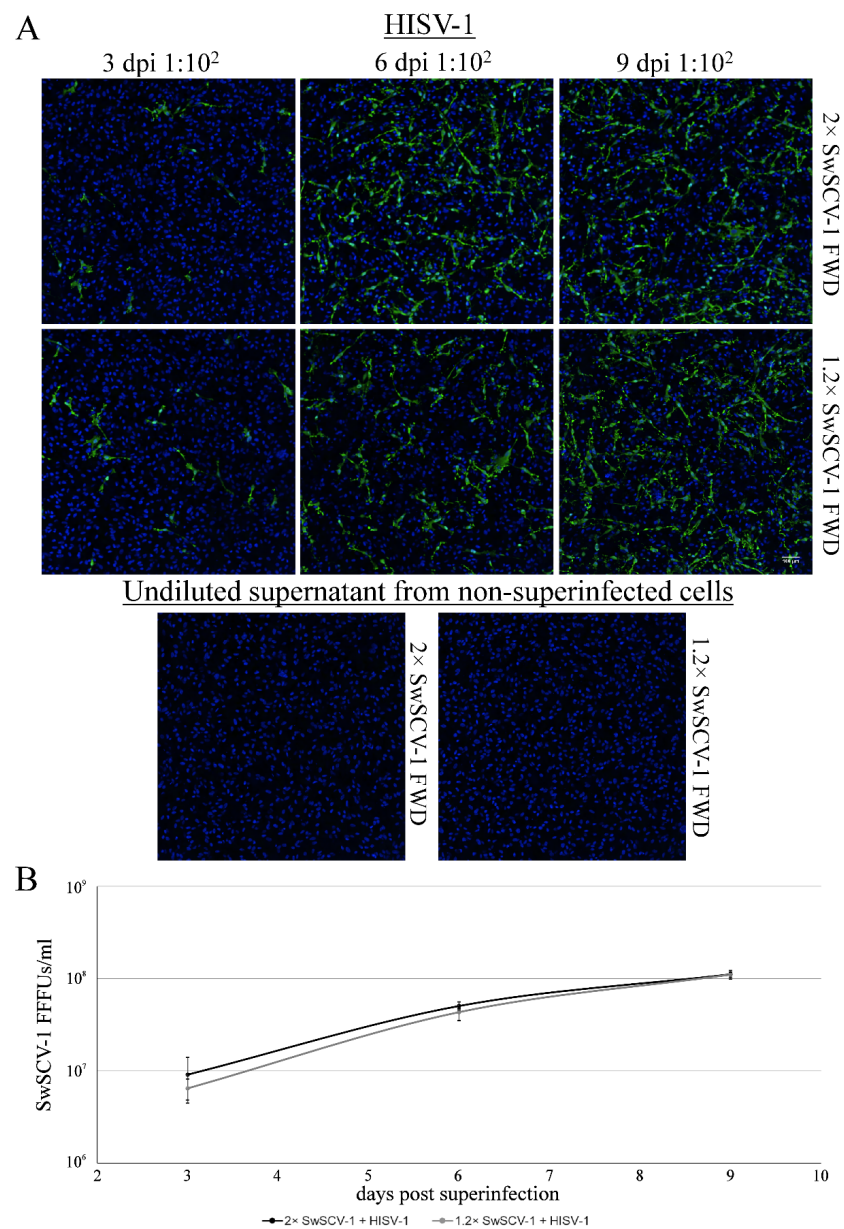 A
HISV-1
3 dpi 1:10²
6 dpi 1:10²
9 dpi 1:10²
2× SwSCV-1 FWD
1.2× SwSCV-1 FWD
100 µm
Undiluted supernatant from non-superinfected cells
2× SwSCV-1 FWD
1.2× SwSCV-1 FWD
B
SwSCV-1 FFFUs/ml
10⁹
10⁸
10⁷
10⁶
2 3 4 5 6 7 8 9 10
days post superinfection
2× SwSCV-1 + HISV-1 1.2× SwSCV-1 + HISV-1